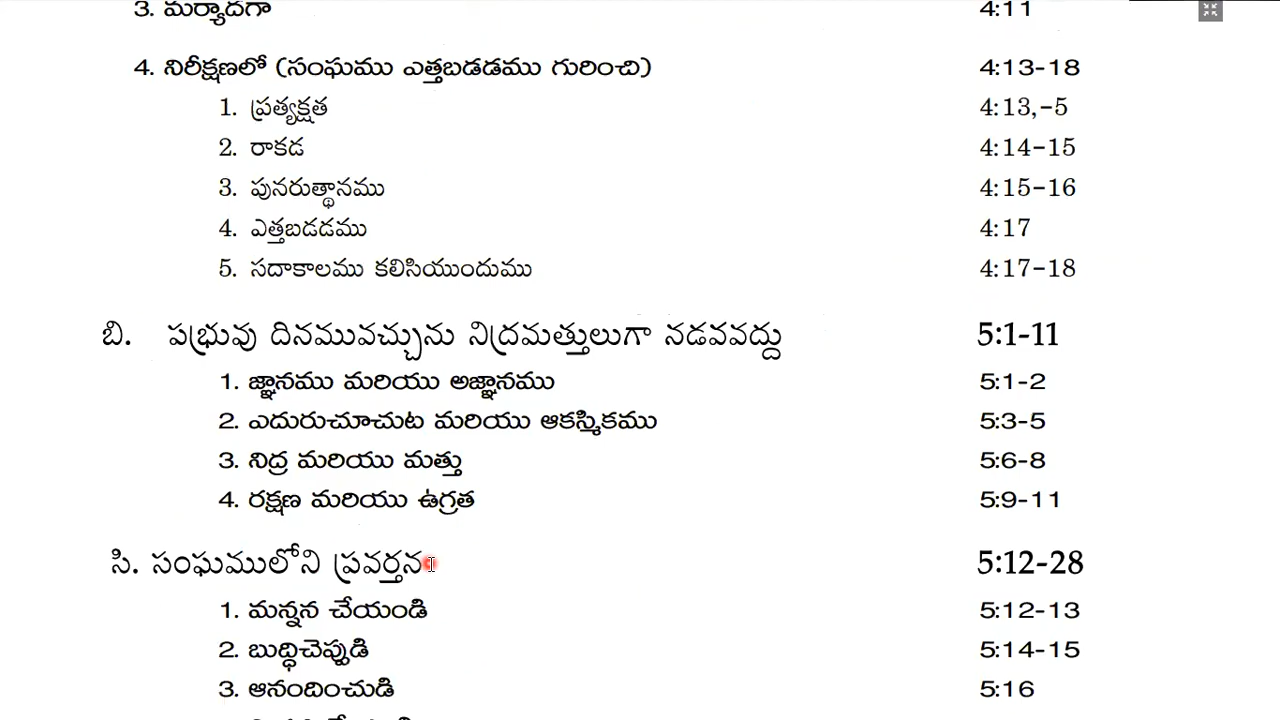 3. మర్యాదగా 4:11
4. నిరీక్షణలో (సంఘము ఎత్తబడడము గురించి) 4:13-18
1. ప్రత్యక్షత 4:13,-5
2. రాకడ 4:14-15
3. పునరుత్థానము 4:15-16
4. ఎత్తబడడము 4:17
5. సదాకాలము కలిసియుందుము 4:17-18
బి. పభ్రువు దినమువచ్చును నిద్రమత్తులుగా నడవవద్దు 5:1-11
1. జ్ఞానము మరియు అజ్ఞానము 5:1-2
2. ఎదురుచూచుట మరియు ఆకస్మికము 5:3-5
3. నిద్ర మరియు మత్తు 5:6-8
4. రక్షణ మరియు ఉగ్రత 5:9-11
సి. సంఘములోని ప్రవర్తన 5:12-28
1. మన్నన చేయండి 5:12-13
2. బుద్ధిచెప్పుడి 5:14-15
3. ఆనందించుడి 5:16